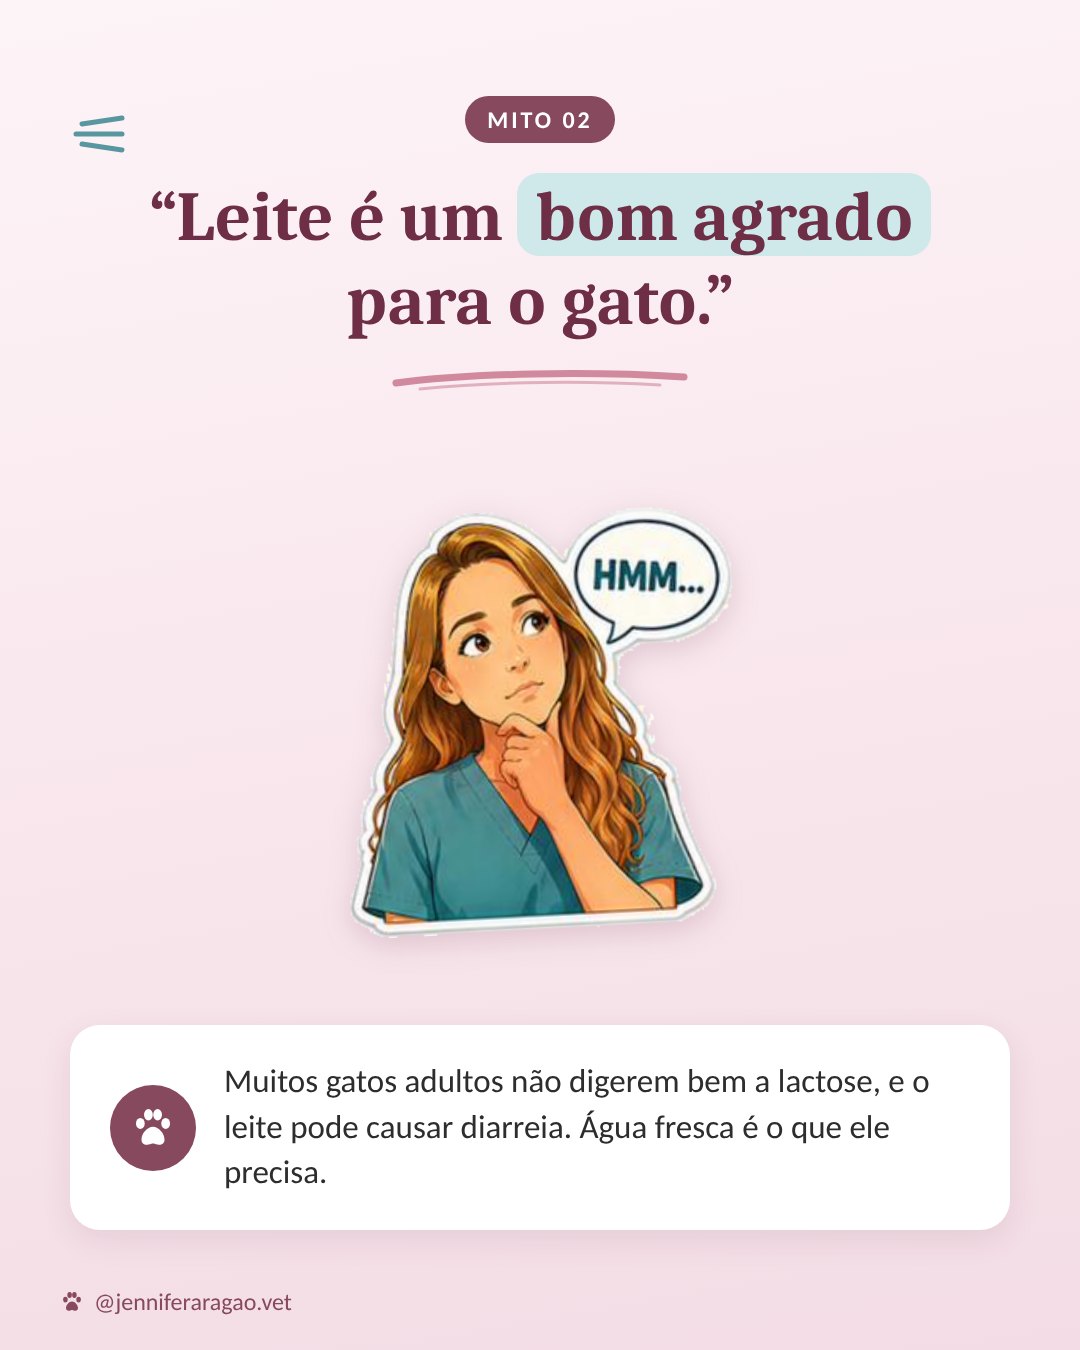 MITO 02
“Leite é um bom agrado
para o gato.”
HMM...
Muitos gatos adultos não digerem bem a lactose, e o
leite pode causar diarreia. Água fresca é o que ele
precisa.
@jenniferaragao.vet